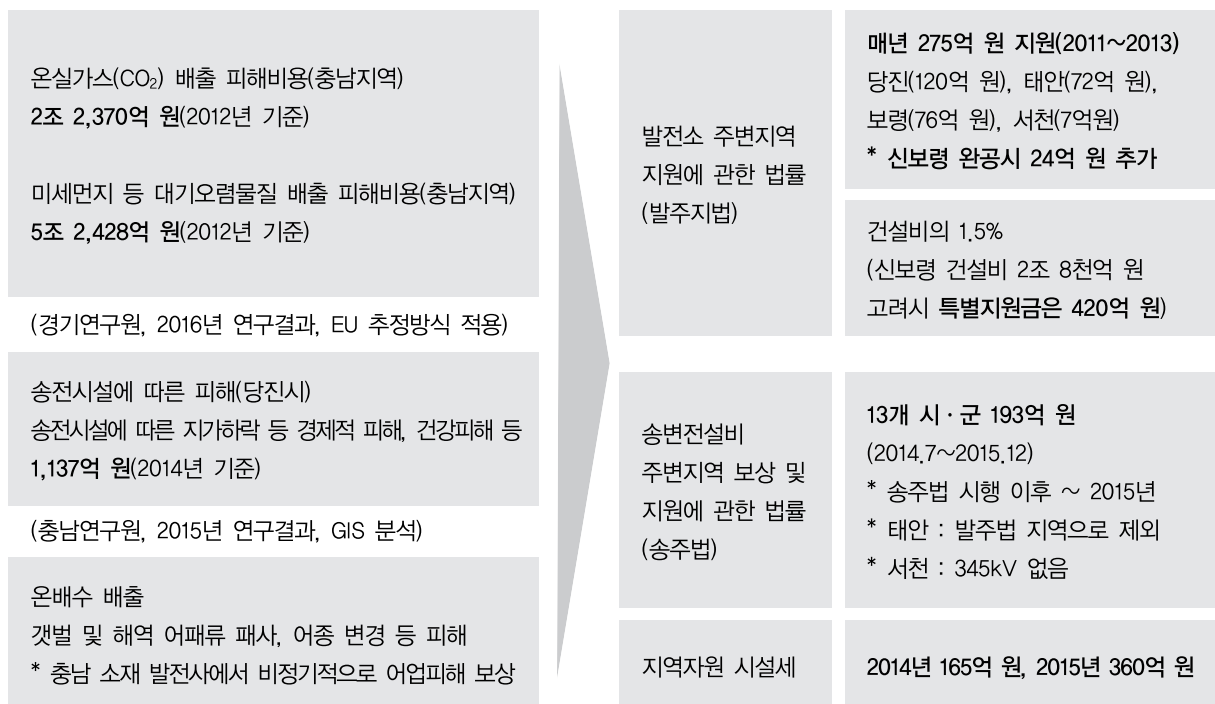 온실가스(CO₂) 배출 피해비용(충남지역)
2조 2,370억 원(2012년 기준)
미세먼지 등 대기오렴물질 배출 피해비용(충남지역)
5조 2,428억 원(2012년 기준)
(경기연구원, 2016년 연구결과, EU 추정방식 적용)
송전시설에 따른 피해(당진시)
송전시설에 따른 지가하락 등 경제적 피해, 건강피해 등
1,137억 원(2014년 기준)
(충남연구원, 2015년 연구결과, GIS 분석)
온배수 배출
갯벌 및 해역 어패류 패사, 어종 변경 등 피해
* 충남 소재 발전사에서 비정기적으로 어업피해 보상
발전소 주변지역
지원에 관한 법률
(발주지법)
매년 275억 원 지원(2011~2013)
당진(120억 원), 태안(72억 원),
보령(76억 원), 서천(7억원)
* 신보령 완공시 24억 원 추가
건설비의 1.5%
(신보령 건설비 2조 8천억 원
고려시 특별지원금은 420억 원)
송변전설비
주변지역 보상 및
지원에 관한 법률
(송주법)
13개 시·군 193억 원
(2014.7~2015.12)
* 송주법 시행 이후 ~ 2015년
* 태안 : 발주법 지역으로 제외
* 서천 : 345kV 없음
지역자원 시설세
2014년 165억 원, 2015년 360억 원